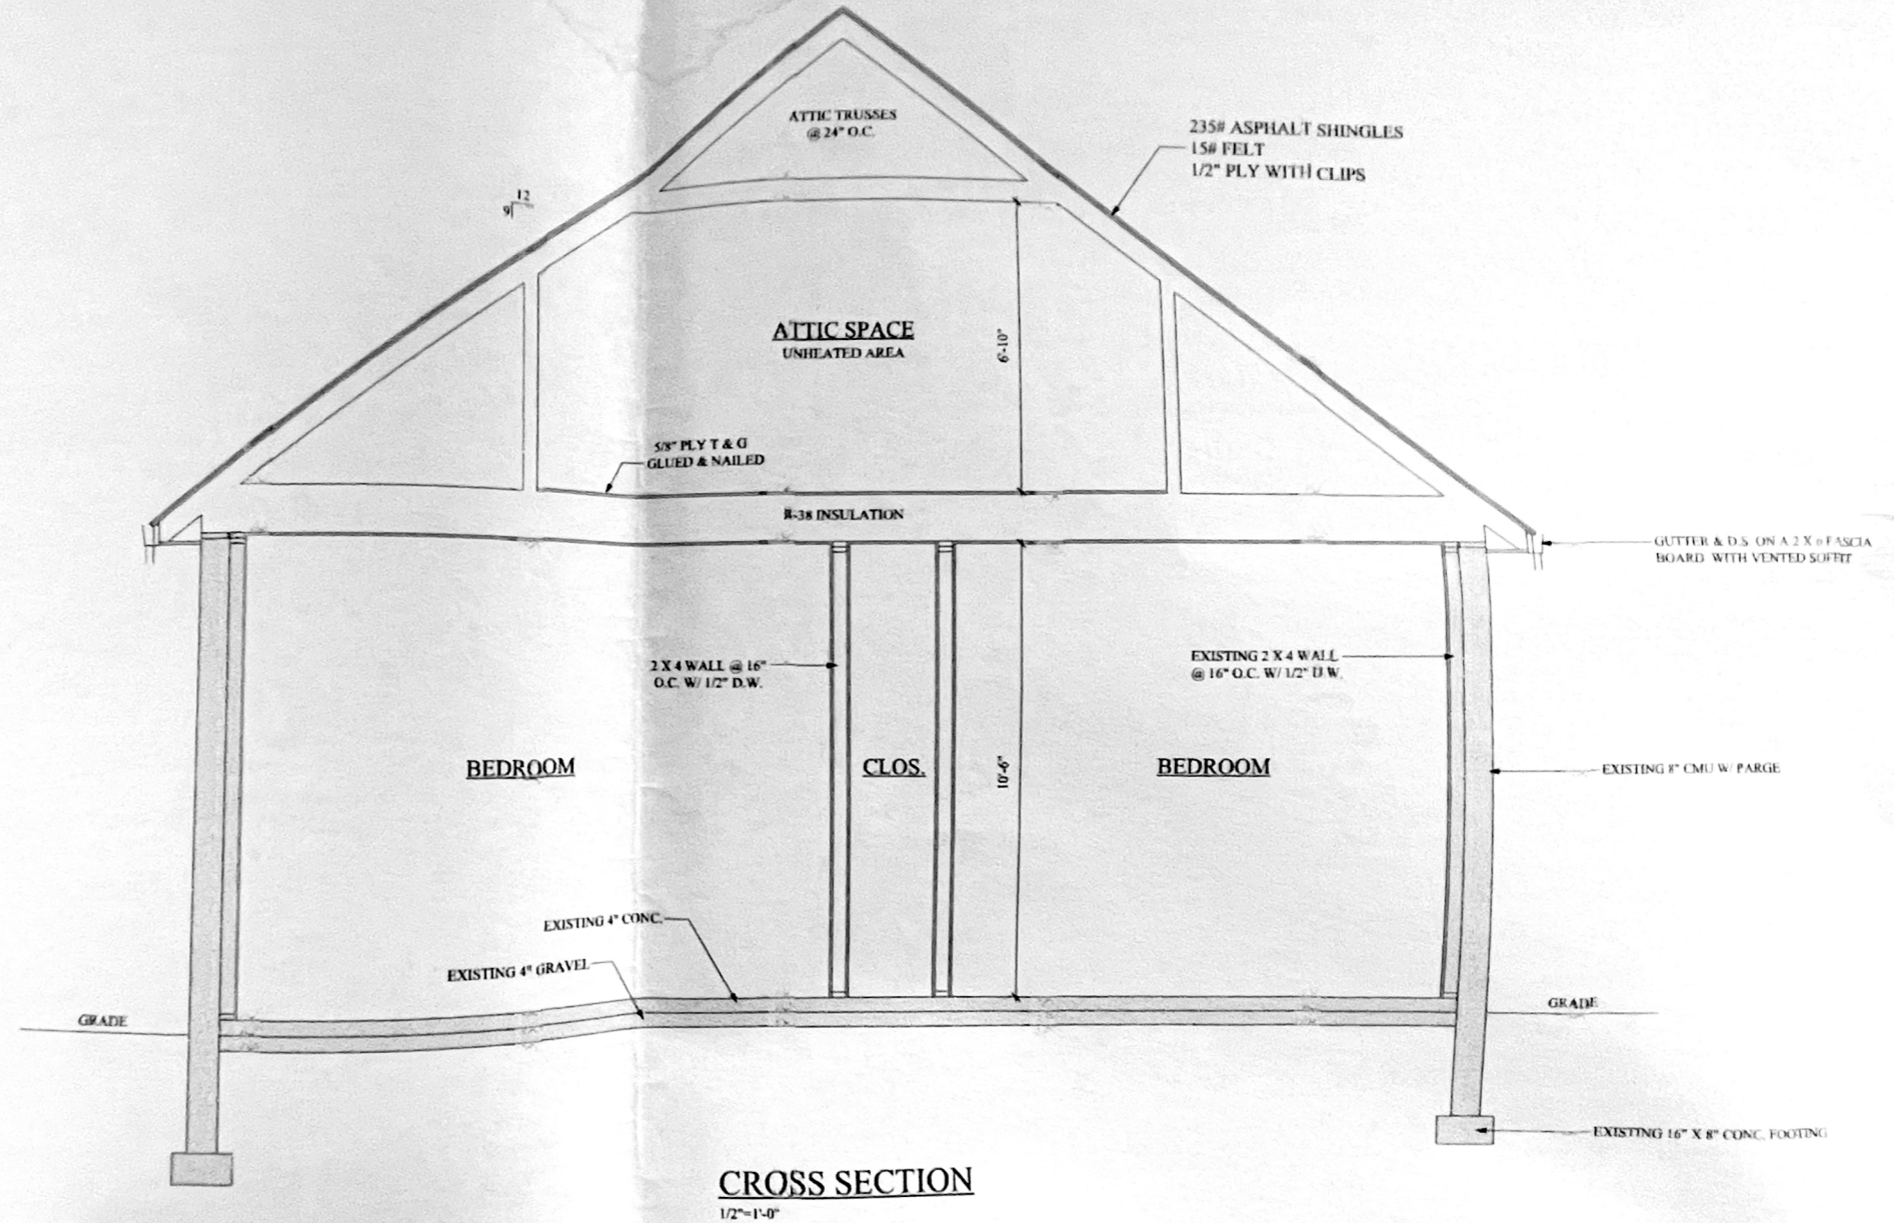 ATTIC TRUSSES
@ 24" O.C.
235# ASPHALT SHINGLES
15# FELT
1/2" PLY WITH CLIPS
12
9
ATTIC SPACE
UNHEATED AREA
6'-10"
5/8" PLY T & G
GLUED & NAILED
R-38 INSULATION
GUTTER & D.S. ON A 2 X 6 FASCIA
BOARD WITH VENTED SOFFIT
2 X 4 WALL @ 16"
O.C. W/ 1/2" D.W.
EXISTING 2 X 4 WALL
@ 16" O.C. W/ 1/2" D.W.
BEDROOM
CLOS.
10'-6"
BEDROOM
EXISTING 8" CMU W/ PARGE
EXISTING 4" CONC.
EXISTING 4" GRAVEL
GRADE
GRADE
EXISTING 16" X 8" CONC. FOOTING
CROSS SECTION
1/2"=1'-0"